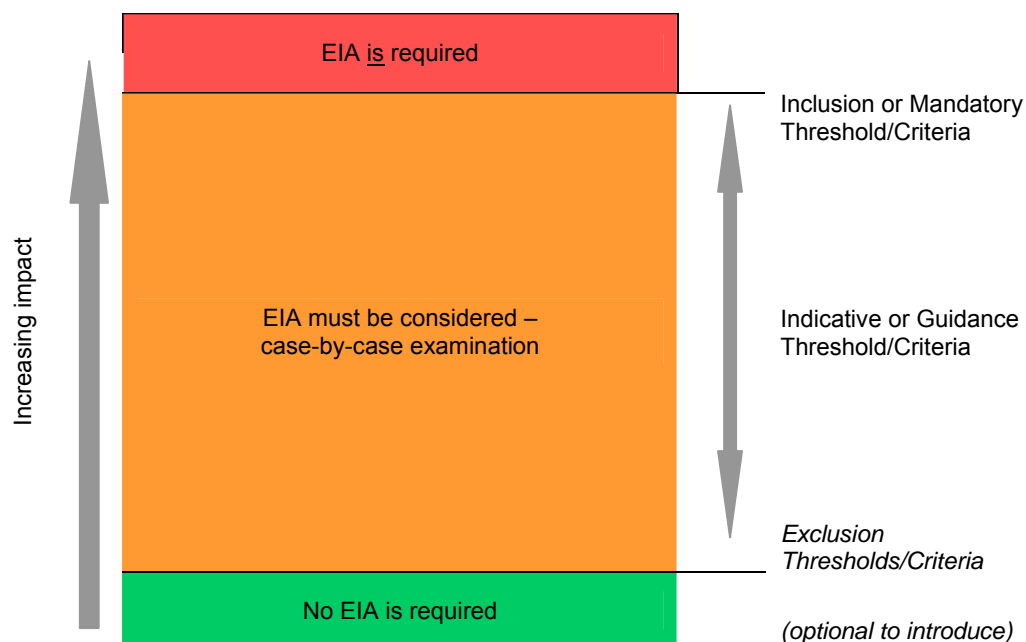 EIA is required
Inclusion or Mandatory
Threshold/Criteria
Increasing impact
EIA must be considered –
case-by-case examination
Indicative or Guidance
Threshold/Criteria
Exclusion
Thresholds/Criteria
No EIA is required
(optional to introduce)